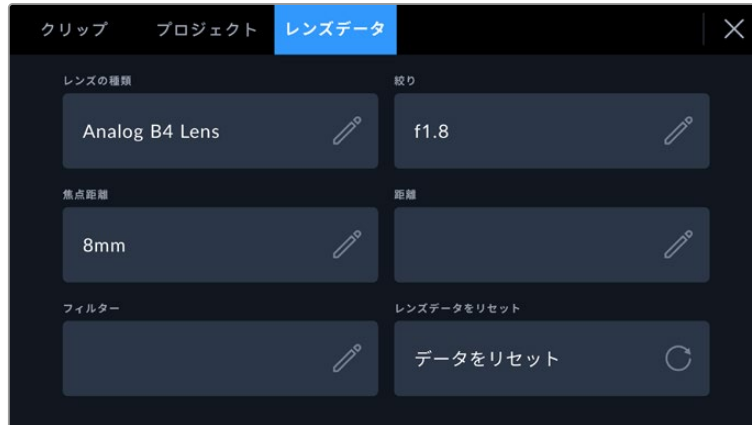 クリップ プロジェクト レンズデータ
レンズの種類 絞り
Analog B4 Lens f1.8
焦点距離 距離
8mm
フィルター レンズデータをリセット
データをリセット